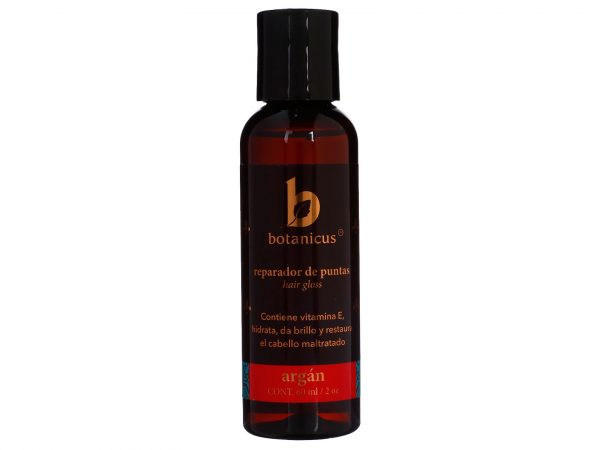 b
botanicus
reparador de puntas
hair gloss
Contiene vitamina E,
hidrata, da brillo y restaura
el cabello maltratado
argán
CONT. 60 ml / 2 oz